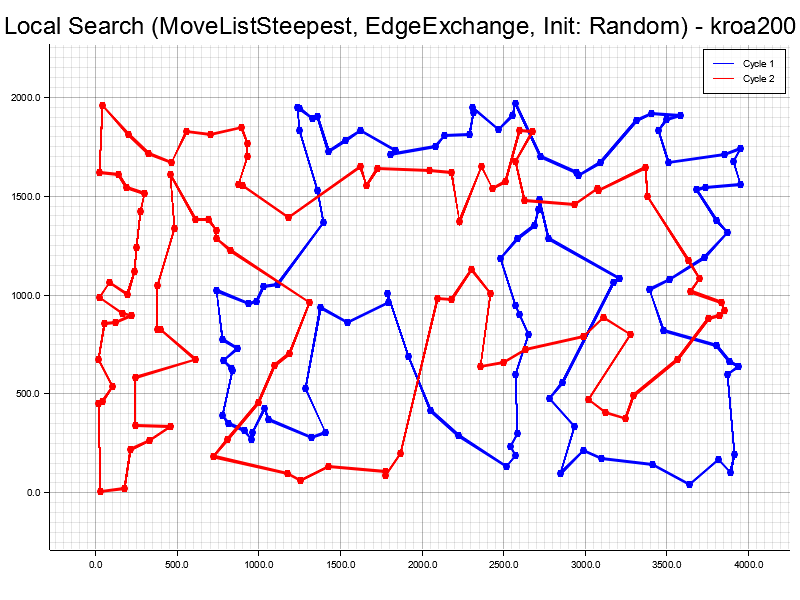 Local Search (MoveListSteepest, EdgeExchange, Init: Random) - kroa200
Cycle 1
Cycle 2
2000.0
1500.0
1000.0
500.0
0.0
0.0 500.0 1000.0 1500.0 2000.0 2500.0 3000.0 3500.0 4000.0